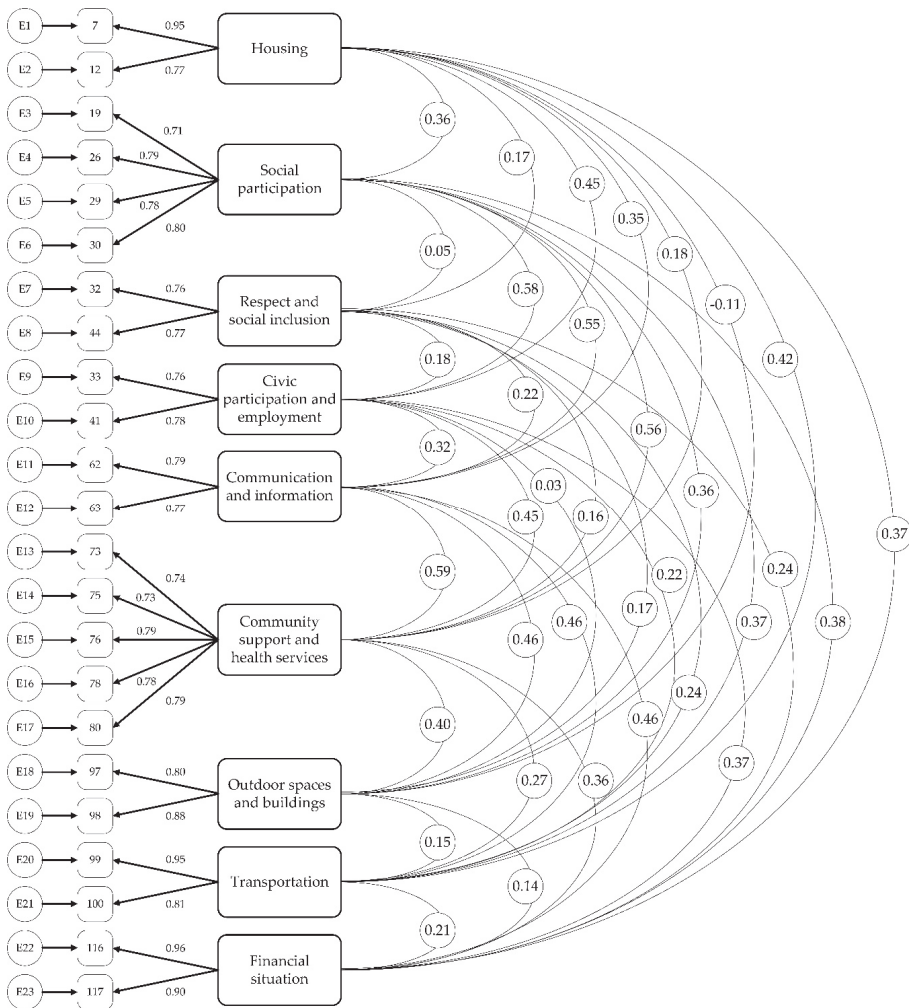 E1 7 0.95
Housing
E2 12 0.77
E3 19 0.71
E4 26 0.79
Social
participation
E5 29 0.78
E6 30 0.80
E7 32 0.76
Respect and
social inclusion
E8 44 0.77
E9 33 0.76
Civic
participation and
employment
E10 41 0.78
E11 62 0.79
Communication
and information
E12 63 0.77
E13 73 0.74
E14 75 0.73
E15 76 0.79
Community
support and
health services
E16 78 0.78
E17 80 0.79
E18 97 0.80
Outdoor spaces
and buildings
E19 98 0.88
E20 99 0.95
Transportation
E21 100 0.81
E22 116 0.96
Financial
situation
E23 117 0.90
0.36
0.17
0.45
0.35
0.18
-0.11
0.42
0.37
0.05
0.58
0.55
0.56
0.36
0.37
0.38
0.18
0.22
0.03
0.16
0.17
0.24
0.24
0.32
0.45
0.46
0.22
0.37
0.59
0.46
0.46
0.40
0.27
0.36
0.15
0.14
0.21